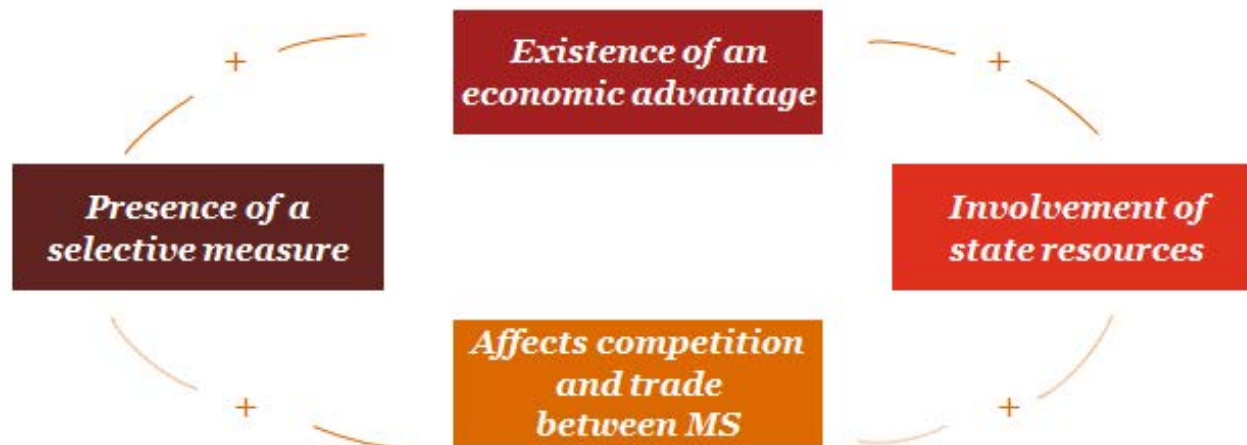 +
+
Existence of an
economic advantage
Presence of a
selective measure
Involvement of
state resources
Affects competition
and trade
between MS
+
+